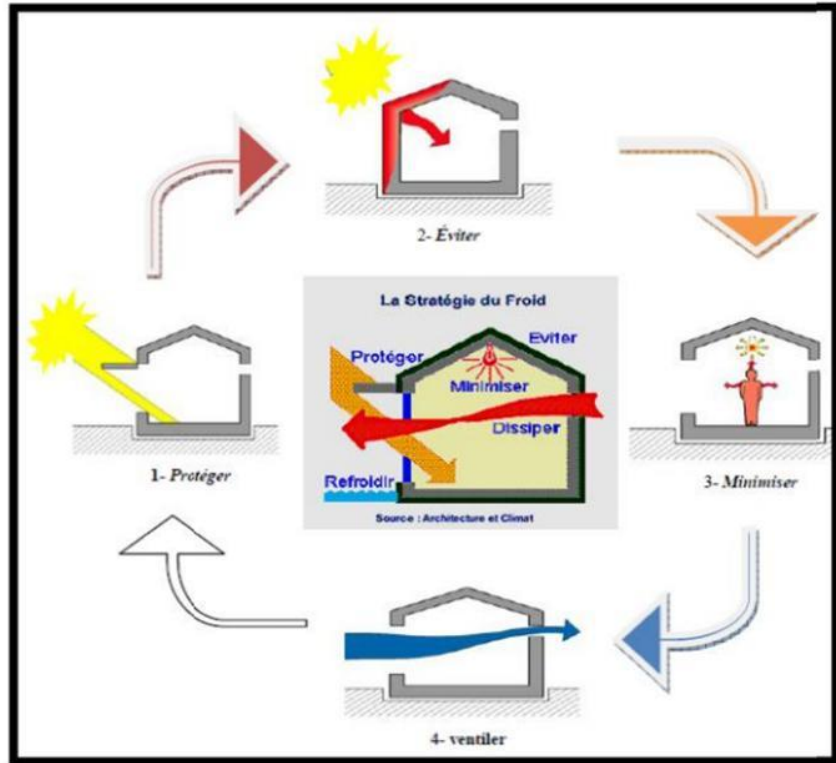 2- Éviter
La Stratégie du Froid
Eviter
Protéger
Minimiser
Dissiper
Refroidir
Source : Architecture et Climat
1- Protéger
3- Minimiser
4- ventiler